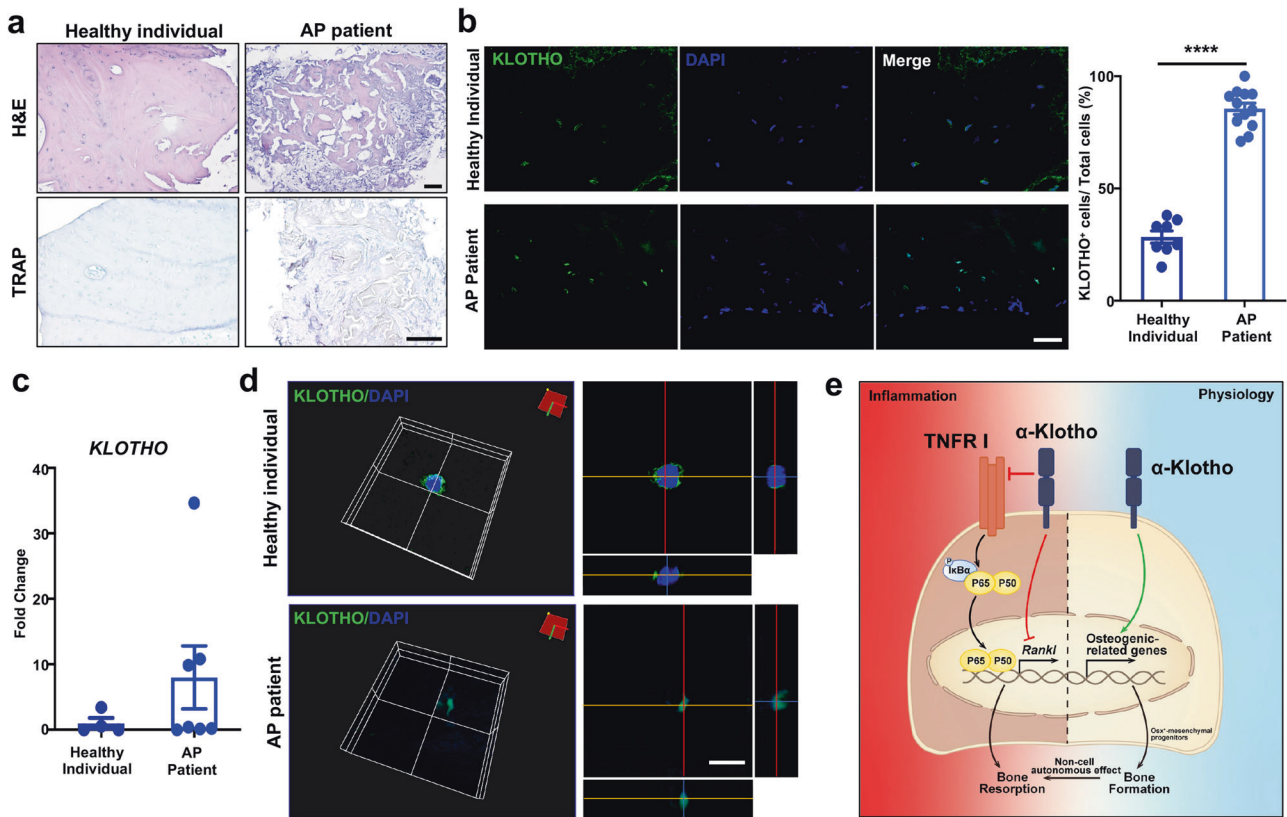 a
Healthy individual
AP patient
H&E
TRAP
b
KLOTHO
DAPI
Merge
Healthy Individual
AP Patient
****
KLOTHO+ cells/ Total cells (%)
100
50
0
Healthy
Individual
AP
Patient
c
KLOTHO
Fold Change
40
30
20
10
0
Healthy
Individual
AP
Patient
d
Healthy individual
KLOTHO/DAPI
AP patient
KLOTHO/DAPI
e
Inflammation
Physiology
TNFR I
α-Klotho
α-Klotho
P
IκBα
P65
P50
P65
P50
Rankl
Osteogenic-
related genes
Osx+-mesenchymal
progenitors
Non-cell
autonomous effect
Bone
Resorption
Bone
Formation